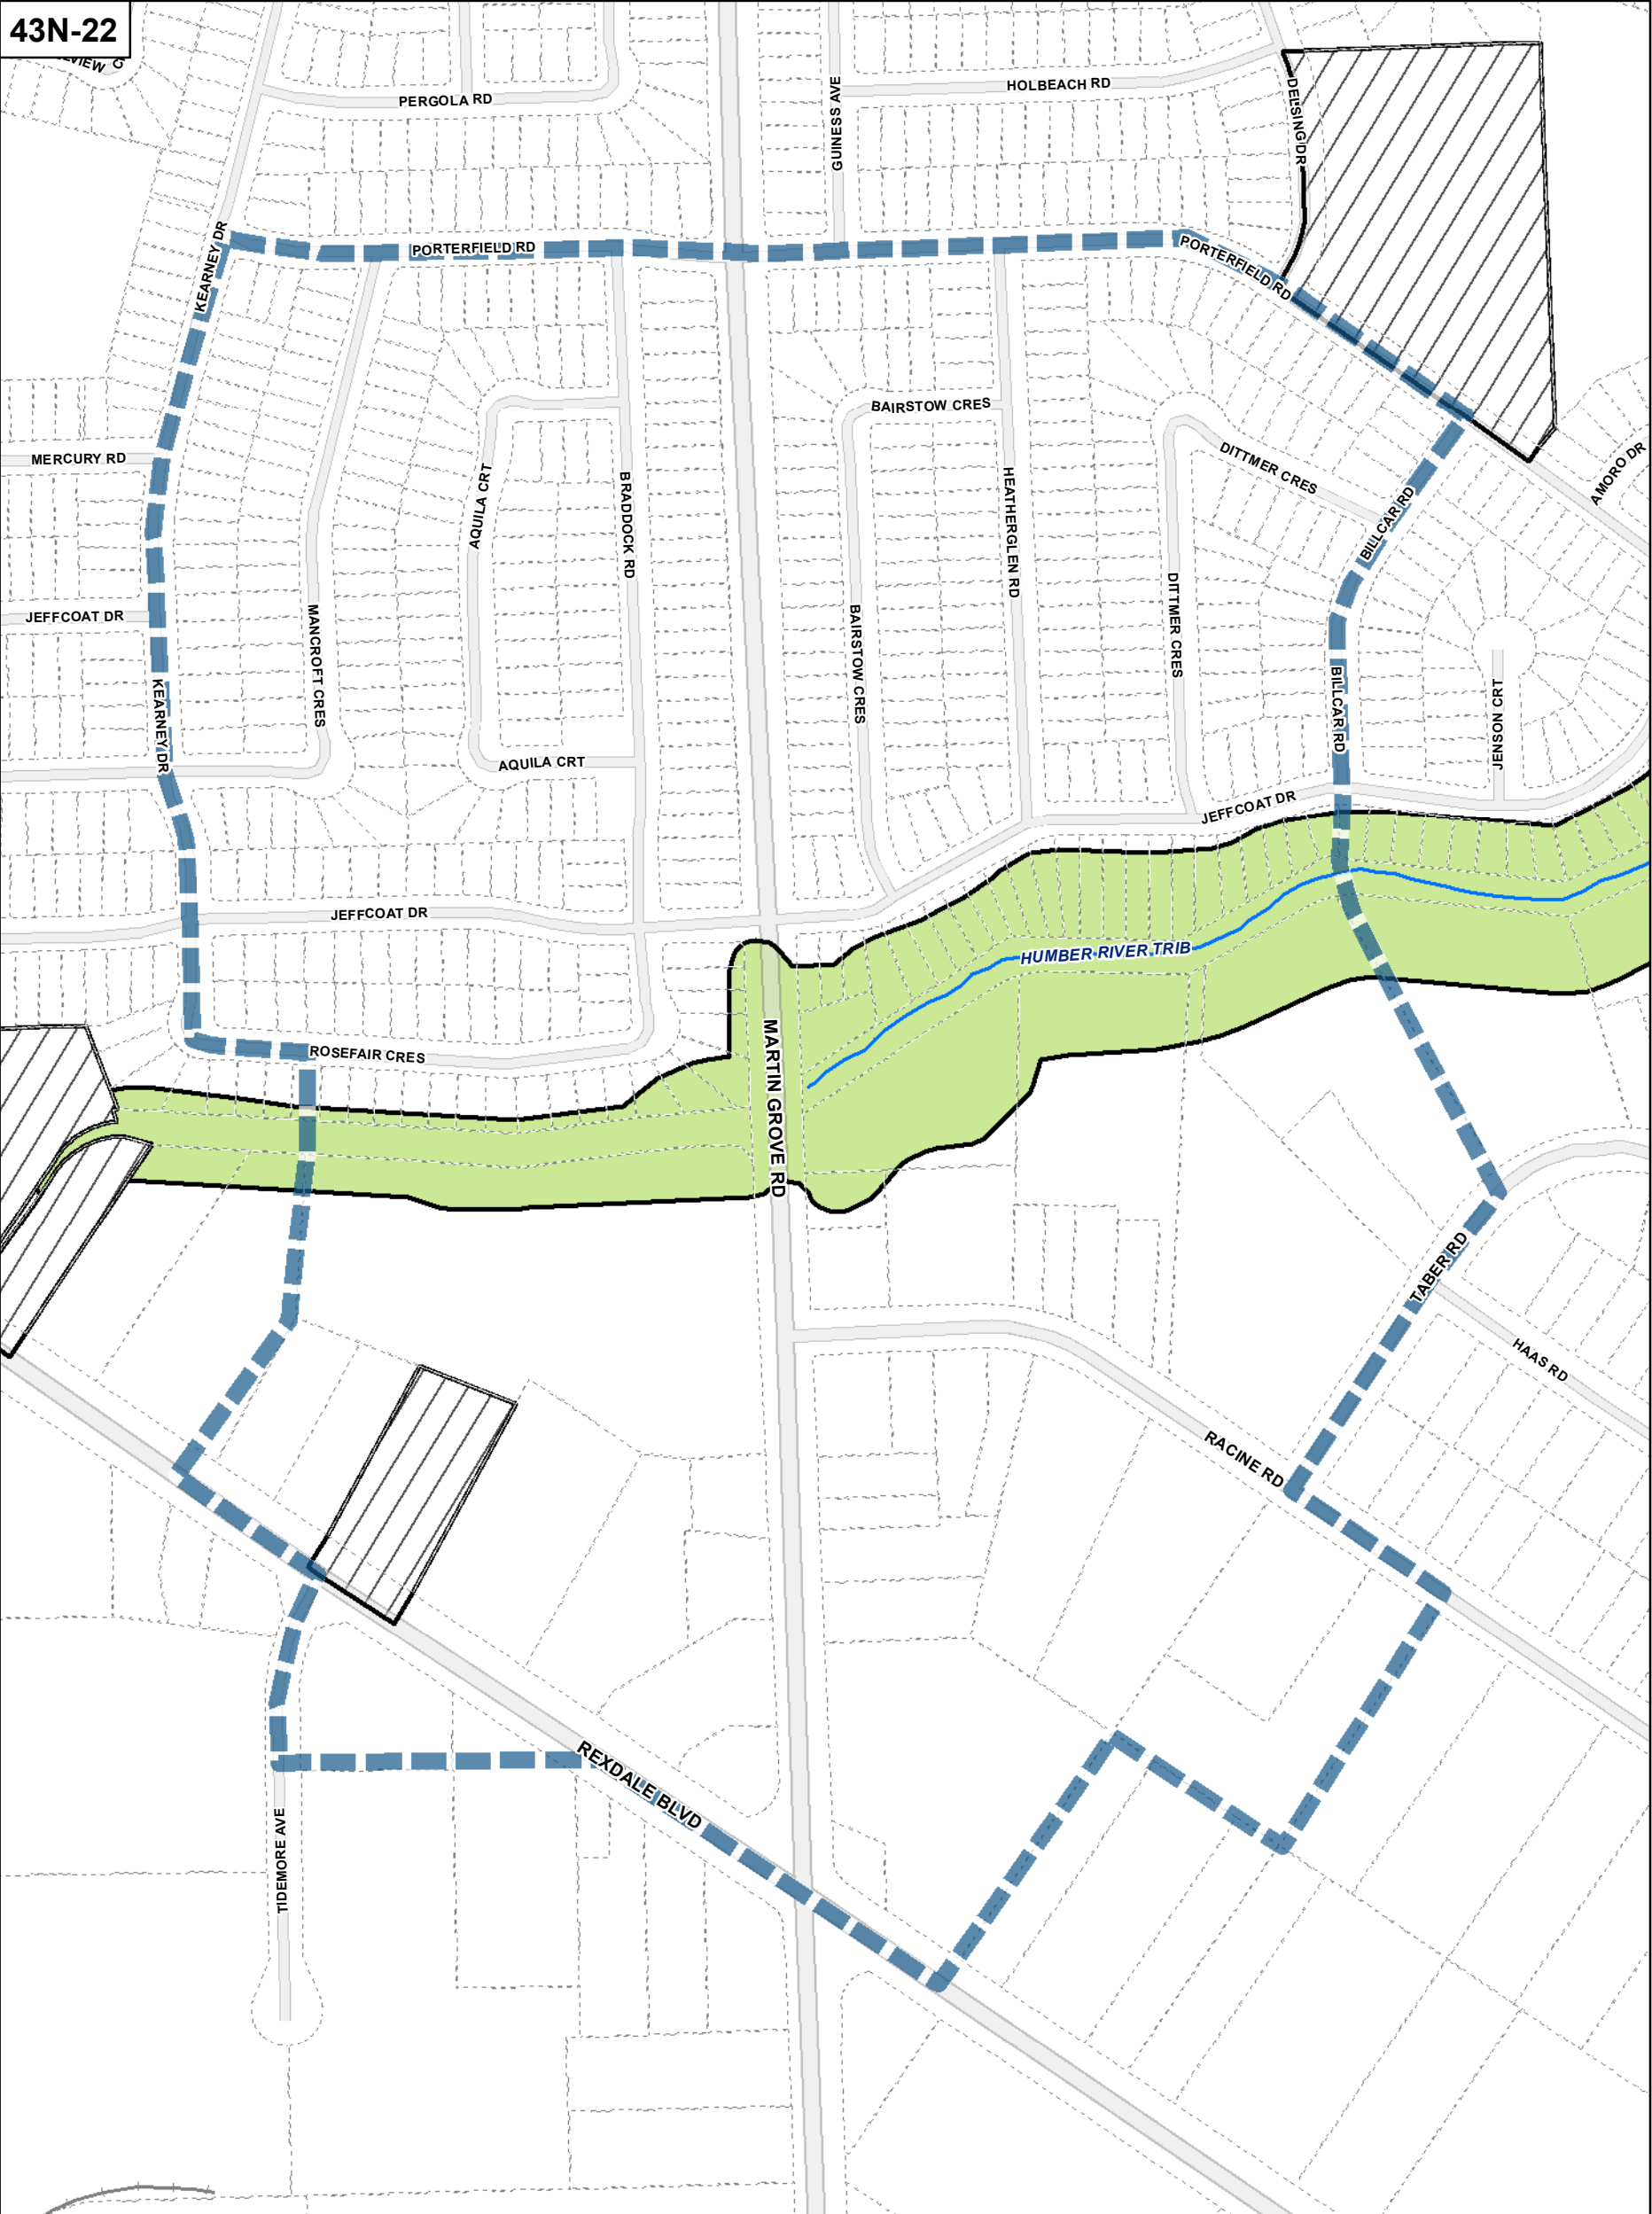 43N-22
VIEW C
PERGOLA RD
GUINESS AVE
HOLBEACH RD
DELSING DR
KEARNEY DR
PORTERFIELD RD
PORTERFIELD RD
MERCURY RD
AQUILA CRT
BRADDOCK RD
BAIRSTOW CRES
HEATHERGLEN RD
DITTMER CRES
BILLCAR RD
AMORO DR
JEFFCOAT DR
MANCROFT CRES
BAIRSTOW CRES
DITTMER CRES
BILLCAR RD
JENSON CRT
KEARNEY DR
AQUILA CRT
JEFFCOAT DR
JEFFCOAT DR
HUMBER RIVER TRIB
ROSEFAIR CRES
MARTIN GROVE RD
TABER RD
HAAS RD
RACINE RD
REXDALE BLVD
TIDEMORE AVE